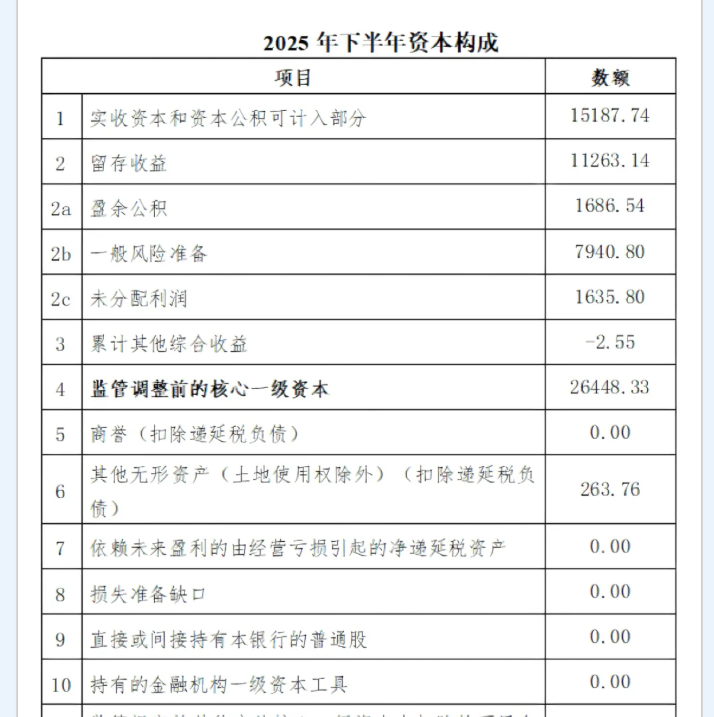 2025 年下半年资本构成
项目 数额
1 实收资本和资本公积可计入部分 15187.74
2 留存收益 11263.14
2a 盈余公积 1686.54
2b 一般风险准备 7940.80
2c 未分配利润 1635.80
3 累计其他综合收益 -2.55
4 监管调整前的核心一级资本 26448.33
5 商誉（扣除递延税负债） 0.00
6 其他无形资产（土地使用权除外）（扣除递延税负 263.76
债）
7 依赖未来盈利的由经营亏损引起的净递延税资产 0.00
8 损失准备缺口 0.00
9 直接或间接持有本银行的普通股 0.00
10 持有的金融机构一级资本工具 0.00